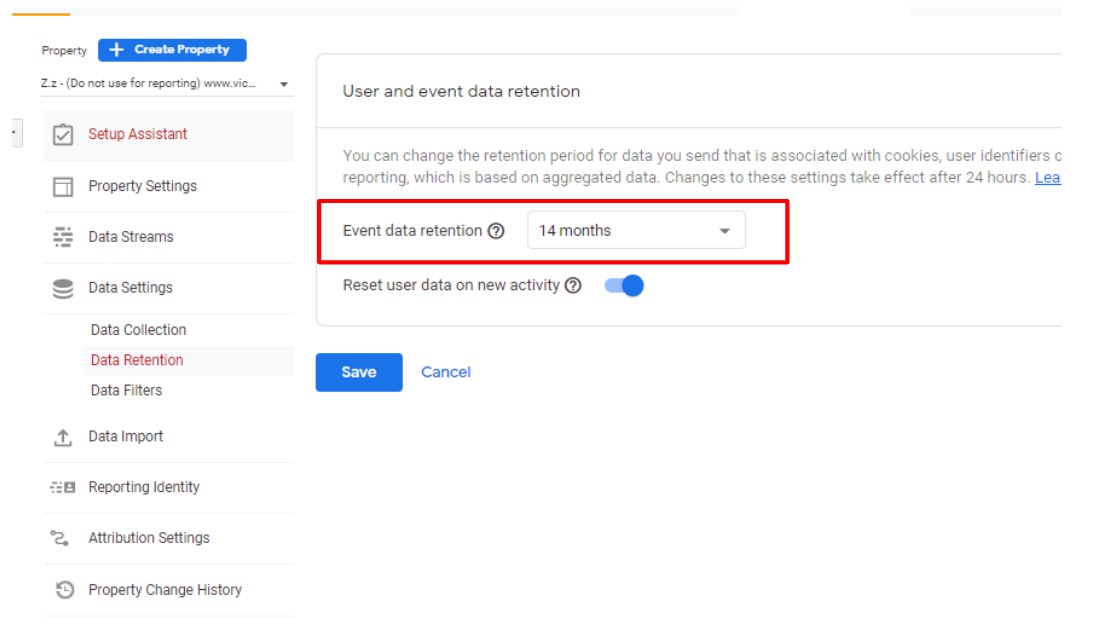 Property
Create Property
Z.z - (Do not use for reporting) www.vic...
Setup Assistant
Property Settings
Data Streams
Data Settings
Data Collection
Data Retention
Data Filters
Data Import
Reporting Identity
Attribution Settings
Property Change History
User and event data retention
You can change the retention period for data you send that is associated with cookies, user identifiers
reporting, which is based on aggregated data. Changes to these settings take effect after 24 hours. Lea
Event data retention
14 months
Reset user data on new activity
Save Cancel